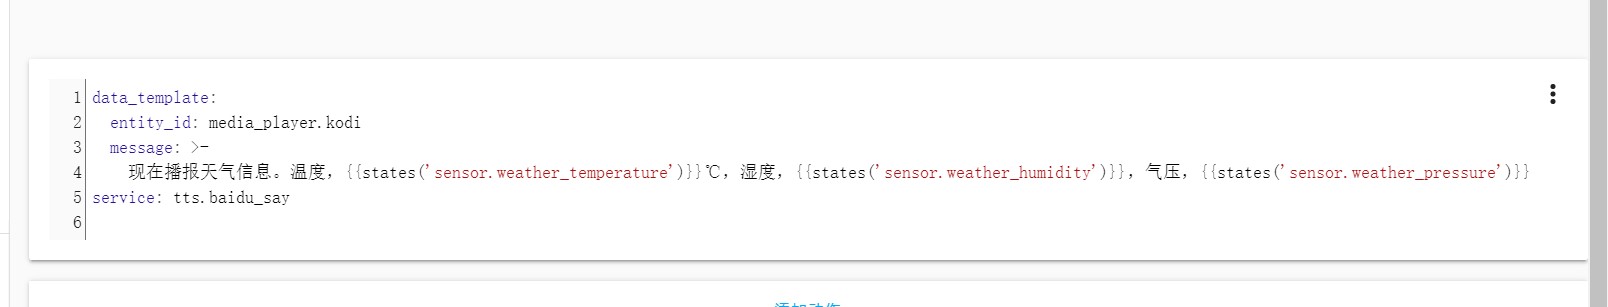 1 data_template:
2   entity_id: media_player.kodi
3   message: >-
4     现在播报天气信息。温度，{{states('sensor.weather_temperature')}}℃，湿度，{{states('sensor.weather_humidity')}}，气压，{{states('sensor.weather_pressure')}}
5 service: tts.baidu_say
6